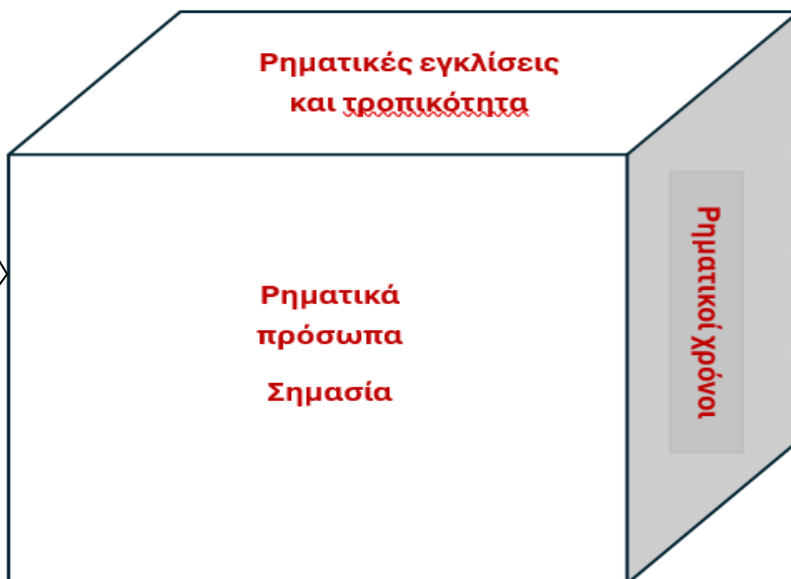 Ρηματικές εγκλίσεις
και τροπικότητα
Ρηματικά
πρόσωπα
Σημασία
Ρηματικοί χρόνοι